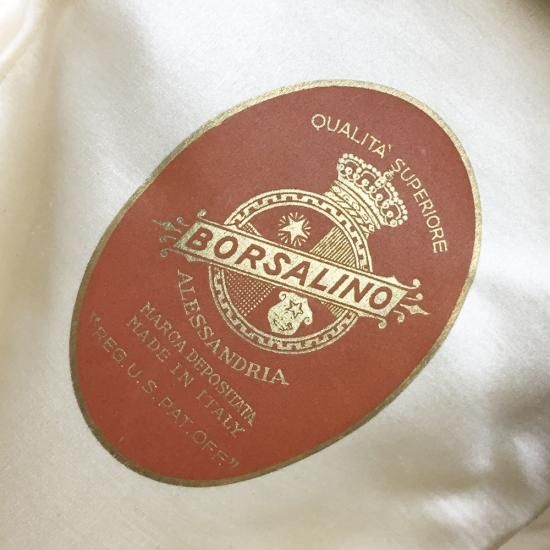 QUALITA' SUPERIORE
BORSALINO
ALESSANDRIA
MARCA DEPOSITATA
MADE IN ITALY
"REG. U.S. PAT. OFF."